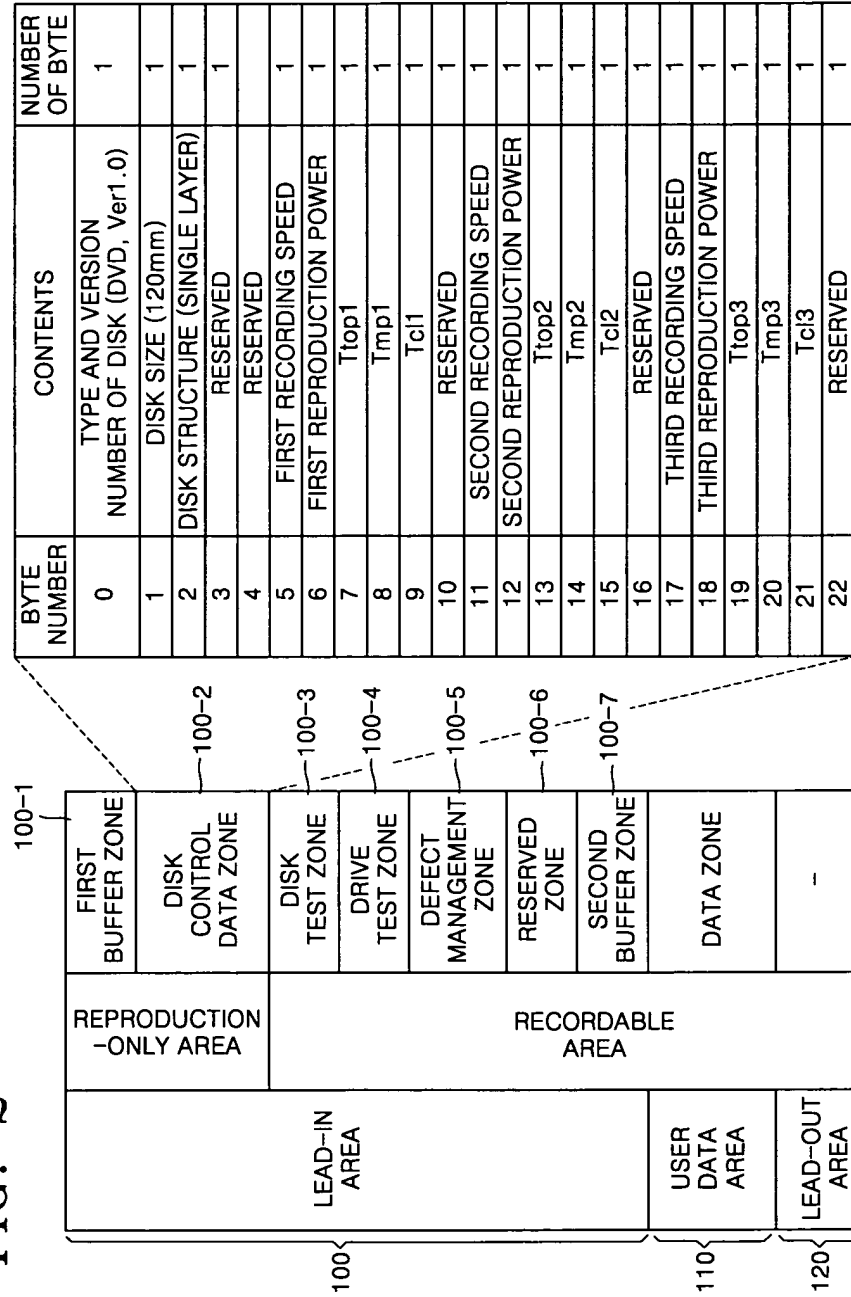 FIG. 2
100-1
FIRST
BUFFER ZONE
DISK
CONTROL
DATA ZONE
100-2
DISK
TEST ZONE
100-3
DRIVE
TEST ZONE
100-4
DEFECT
MANAGEMENT
ZONE
100-5
RESERVED
ZONE
100-6
SECOND
BUFFER ZONE
100-7
DATA ZONE
-
REPRODUCTION
-ONLY AREA
RECORDABLE
AREA
LEAD-IN
AREA
USER
DATA
AREA
LEAD-OUT
AREA
100
110
120
BYTE
NUMBER
CONTENTS
NUMBER
OF BYTE
0 TYPE AND VERSION
NUMBER OF DISK (DVD, Ver1.0) 1
1 DISK SIZE (120mm) 1
2 DISK STRUCTURE (SINGLE LAYER) 1
3 RESERVED 1
4 RESERVED
5 FIRST RECORDING SPEED 1
6 FIRST REPRODUCTION POWER 1
7 Ttop1 1
8 Tmp1 1
9 Tcl1 1
10 RESERVED 1
11 SECOND RECORDING SPEED 1
12 SECOND REPRODUCTION POWER 1
13 Ttop2 1
14 Tmp2 1
15 Tcl2 1
16 RESERVED 1
17 THIRD RECORDING SPEED 1
18 THIRD REPRODUCTION POWER 1
19 Ttop3 1
20 Tmp3 1
21 Tcl3 1
22 RESERVED 1